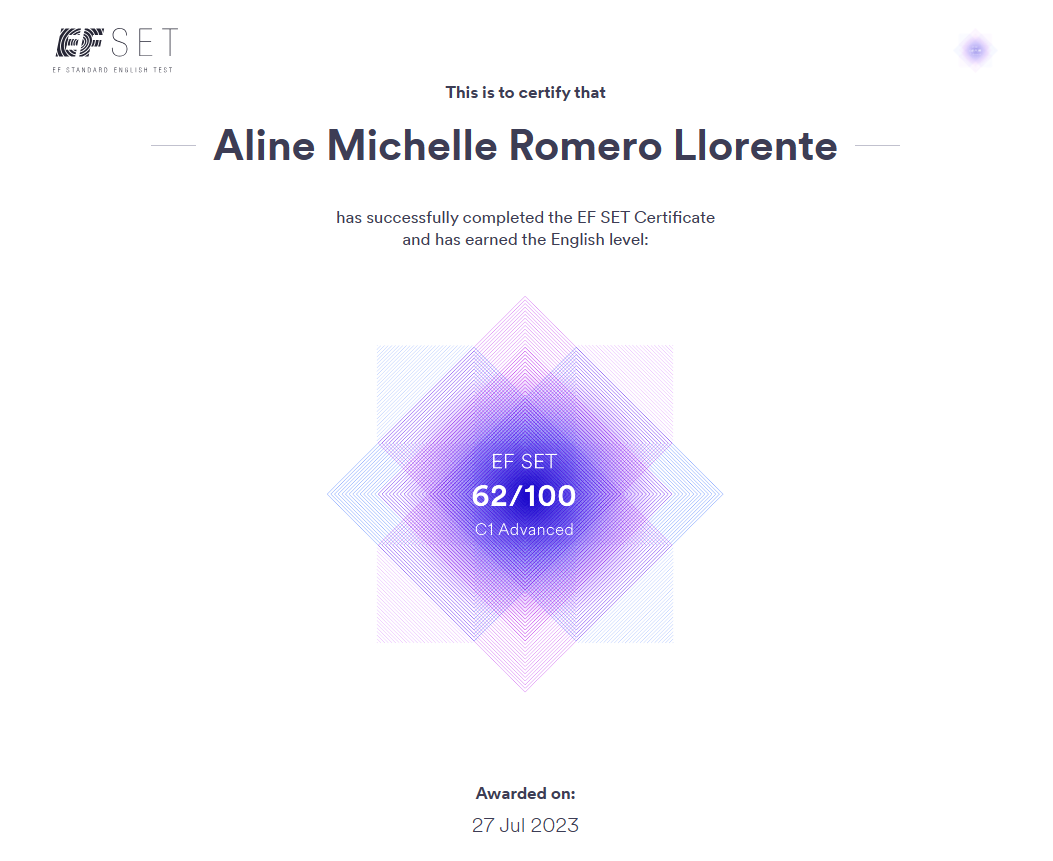 EF SET
EF STANDARD ENGLISH TEST
This is to certify that
Aline Michelle Romero Llorente
has successfully completed the EF SET Certificate
and has earned the English level:
EF SET
62/100
C1 Advanced
Awarded on:
27 Jul 2023